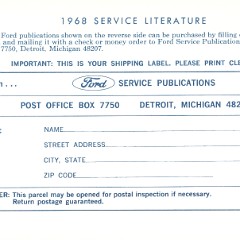 1968 SERVICE LITERATURE
Ford publications shown on the reverse side can be purchased by filling
and mailing it with a check or money order to Ford Service Publication
7750, Detroit, Michigan 48207.
IMPORTANT: THIS IS YOUR SHIPPING LABEL. PLEASE PRINT CLE
Ford SERVICE PUBLICATIONS
POST OFFICE BOX 7750 DETROIT, MICHIGAN 482
NAME
STREET ADDRESS
CITY, STATE
ZIP CODE
ER: This parcel may be opened for postal inspection if necessary.
Return postage guaranteed.